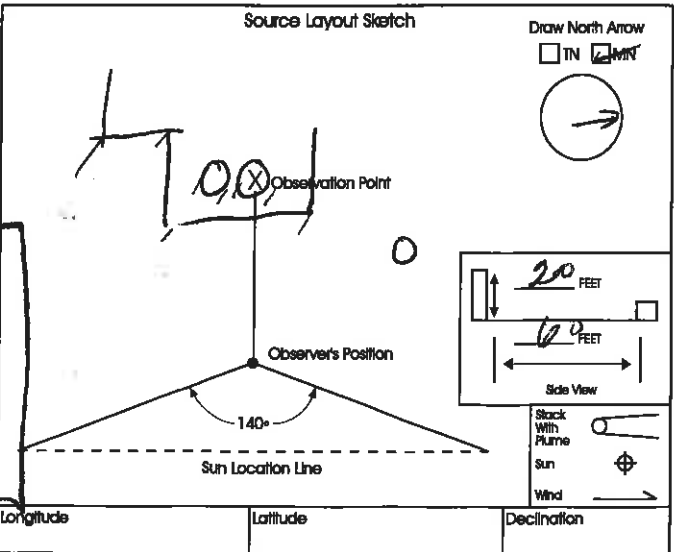 Source Layout Sketch
Draw North Arrow
TN MN
X Observation Point
20 FEET
60 FEET
Side View
Observer's Position
140°
Sun Location Line
Stack
With
Plume
Sun
Wind
Longitude Latitude Declination